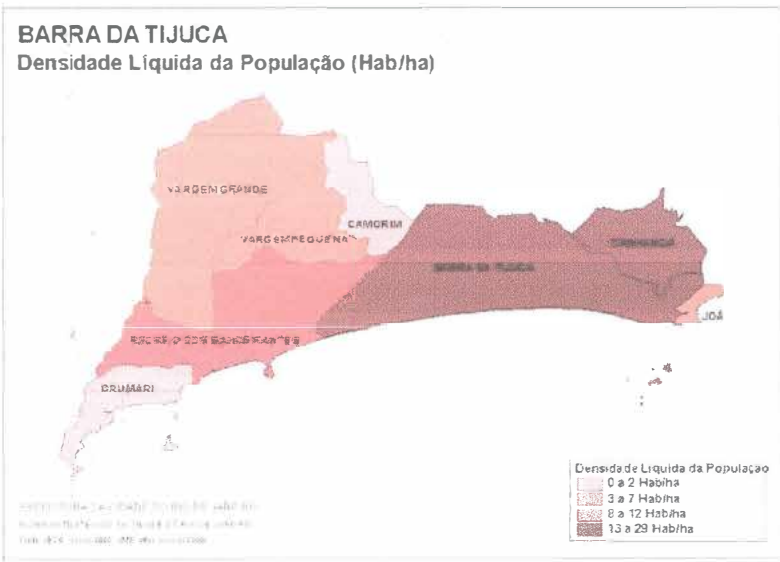 BARRA DA TIJUCA
Densidade Líquida da População (Hab/ha)
VARGEM GRANDE
CAMORIM
VARGEM PEQUENA
BARRA DA TIJUCA
JOÁ
RECREIO DOS BANDEIRANTES
GRUMARI
Densidade Líquida da População
0 a 2 Hab/ha
3 a 7 Hab/ha
8 a 12 Hab/ha
13 a 29 Hab/ha